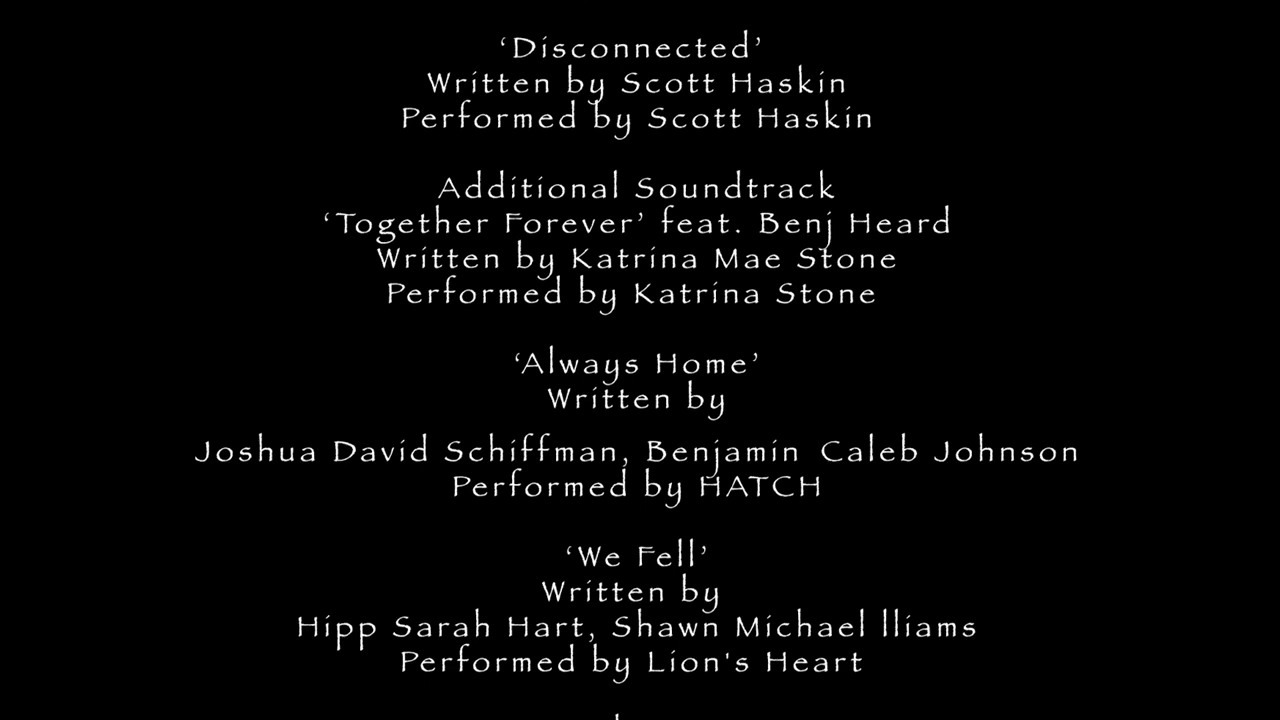 ‘Disconnected’
Written by Scott Haskin
Performed by Scott Haskin
Additional Soundtrack
‘Together Forever’ feat. Benj Heard
Written by Katrina Mae Stone
Performed by Katrina Stone
‘Always Home’
Written by
Joshua David Schiffman, Benjamin Caleb Johnson
Performed by HATCH
‘We Fell’
Written by
Hipp Sarah Hart, Shawn Michael lliams
Performed by Lion's Heart